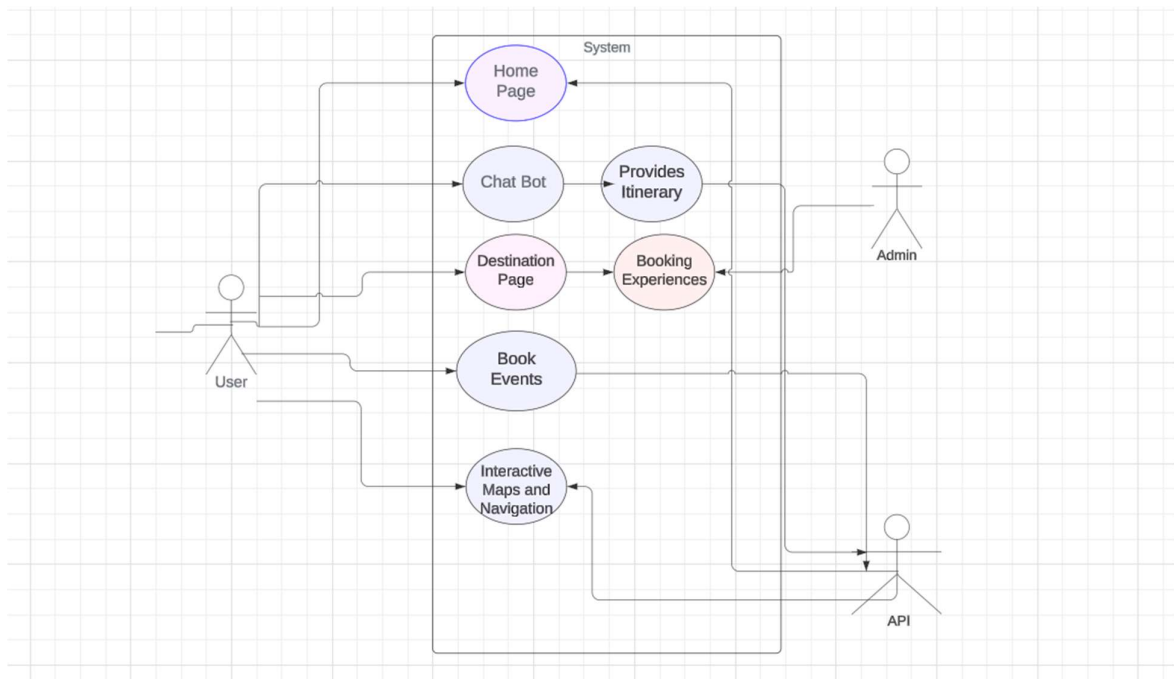 System
Home
Page
Chat Bot
Provides
Itinerary
Destination
Page
Booking
Experiences
Admin
User
Book
Events
Interactive
Maps and
Navigation
API